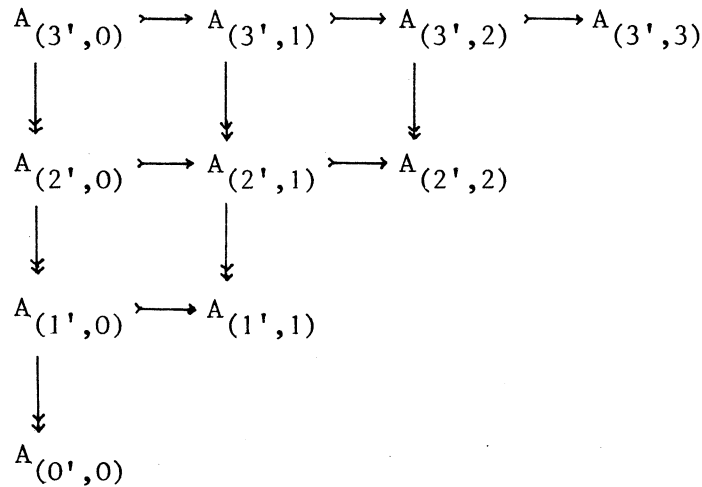 A(3',0) A(3',1) A(3',2) A(3',3)
A(2',0) A(2',1) A(2',2)
A(1',0) A(1',1)
A(0',0)